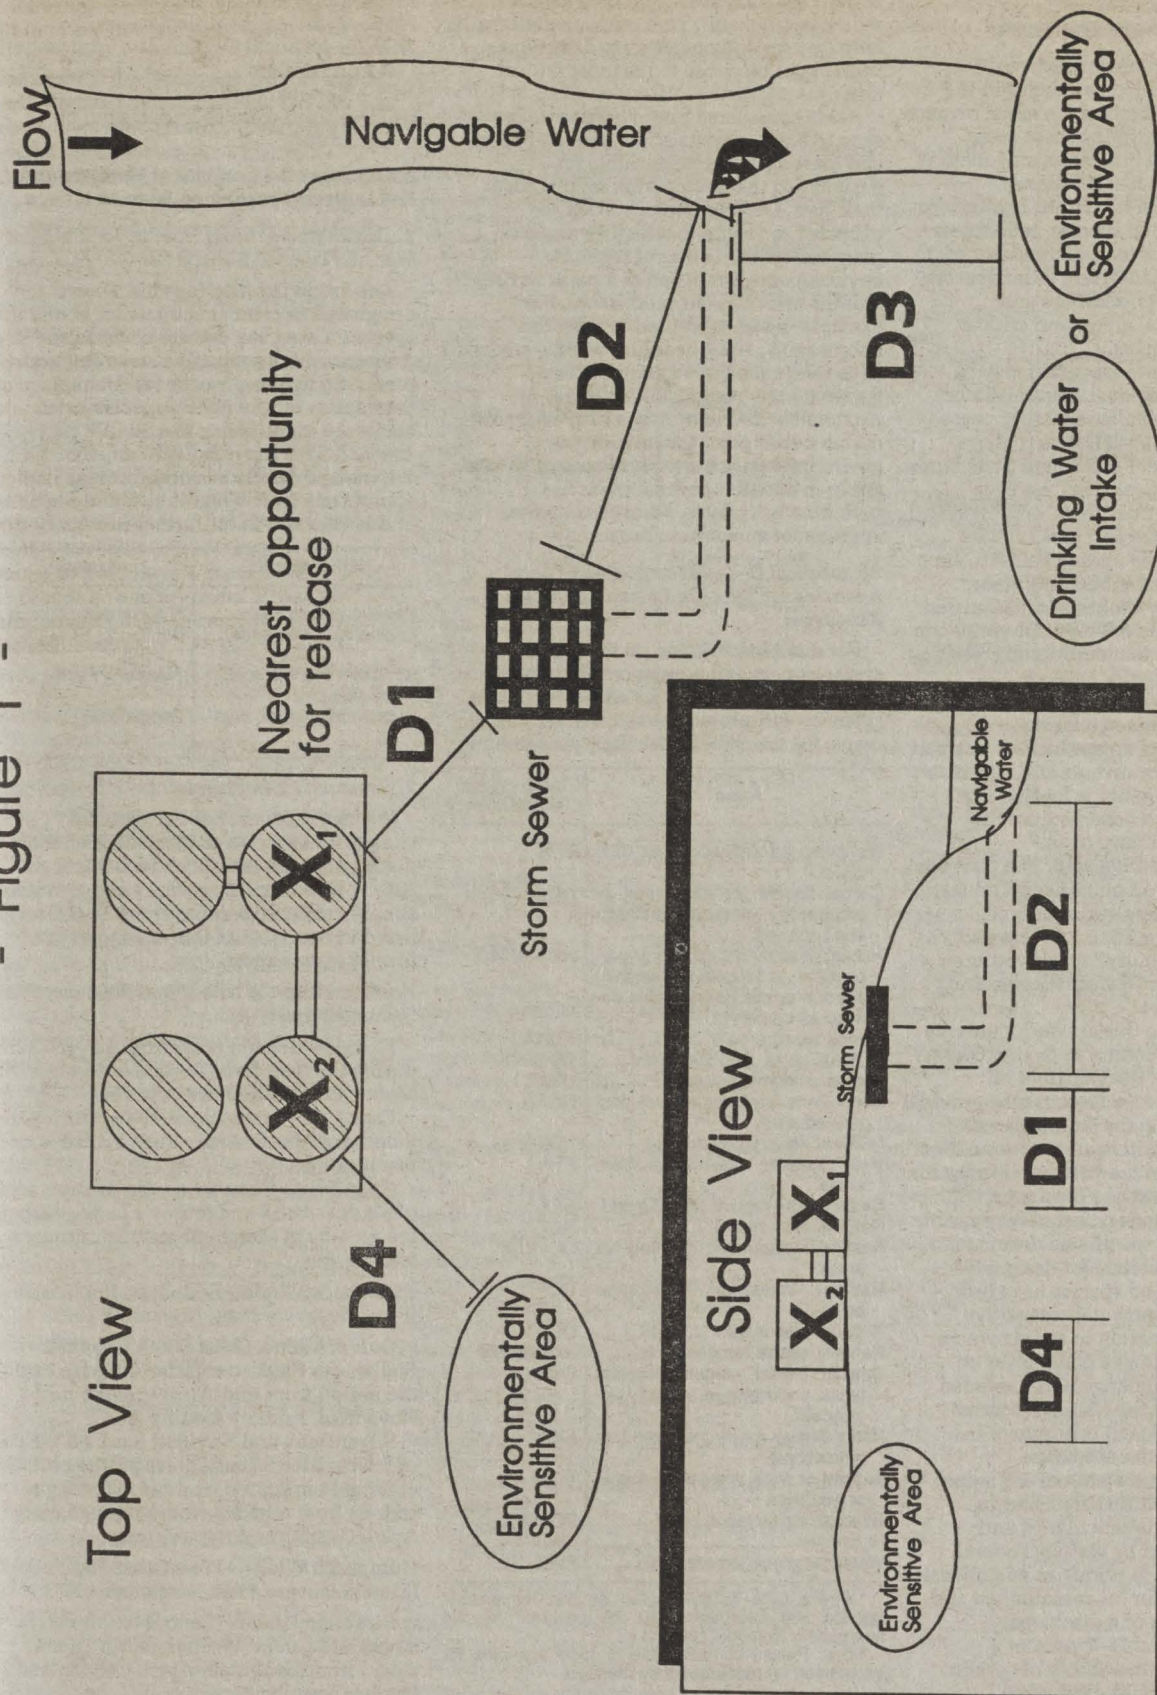 - Figure 1 -
Top View
Flow
Navigable Water
Nearest opportunity
for release
X1
X2
D1
D2
D3
D4
Storm Sewer
Environmentally
Sensitive Area
Drinking Water
Intake
or
Environmentally
Sensitive Area
Side View
Environmentally
Sensitive Area
X2
X1
Storm Sewer
Navigable
Water
D4
D1
D2